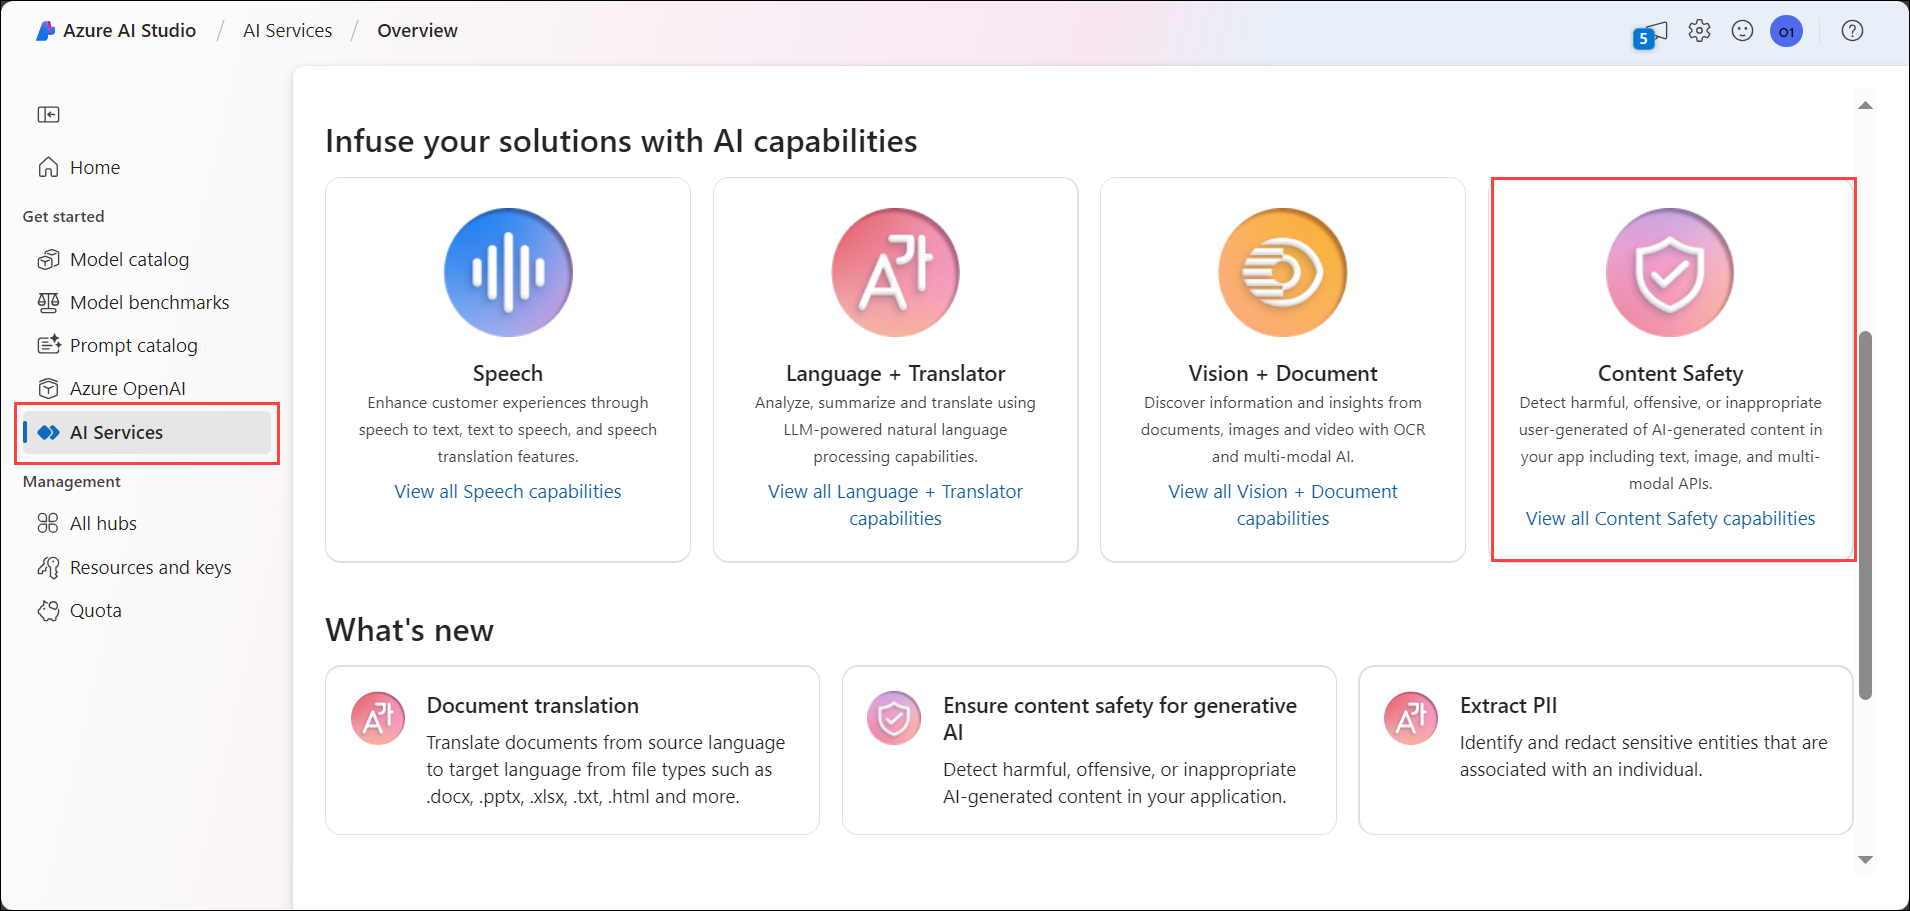 Azure AI Studio / AI Services / Overview
5
01
Home
Get started
Model catalog
Model benchmarks
Prompt catalog
Azure OpenAI
AI Services
Management
All hubs
Resources and keys
Quota
Infuse your solutions with AI capabilities
A가
Speech
Enhance customer experiences through
speech to text, text to speech, and speech
translation features.
View all Speech capabilities
Language + Translator
Analyze, summarize and translate using
LLM-powered natural language
processing capabilities.
View all Language + Translator
capabilities
Vision + Document
Discover information and insights from
documents, images and video with OCR
and multi-modal AI.
View all Vision + Document
capabilities
Content Safety
Detect harmful, offensive, or inappropriate
user-generated of AI-generated content in
your app including text, image, and multi-
modal APIs.
View all Content Safety capabilities
What's new
A가
Document translation
Translate documents from source language
to target language from file types such as
.docx, .pptx, .xlsx, .txt, .html and more.
Ensure content safety for generative
AI
Detect harmful, offensive, or inappropriate
AI-generated content in your application.
A가
Extract PII
Identify and redact sensitive entities that are
associated with an individual.